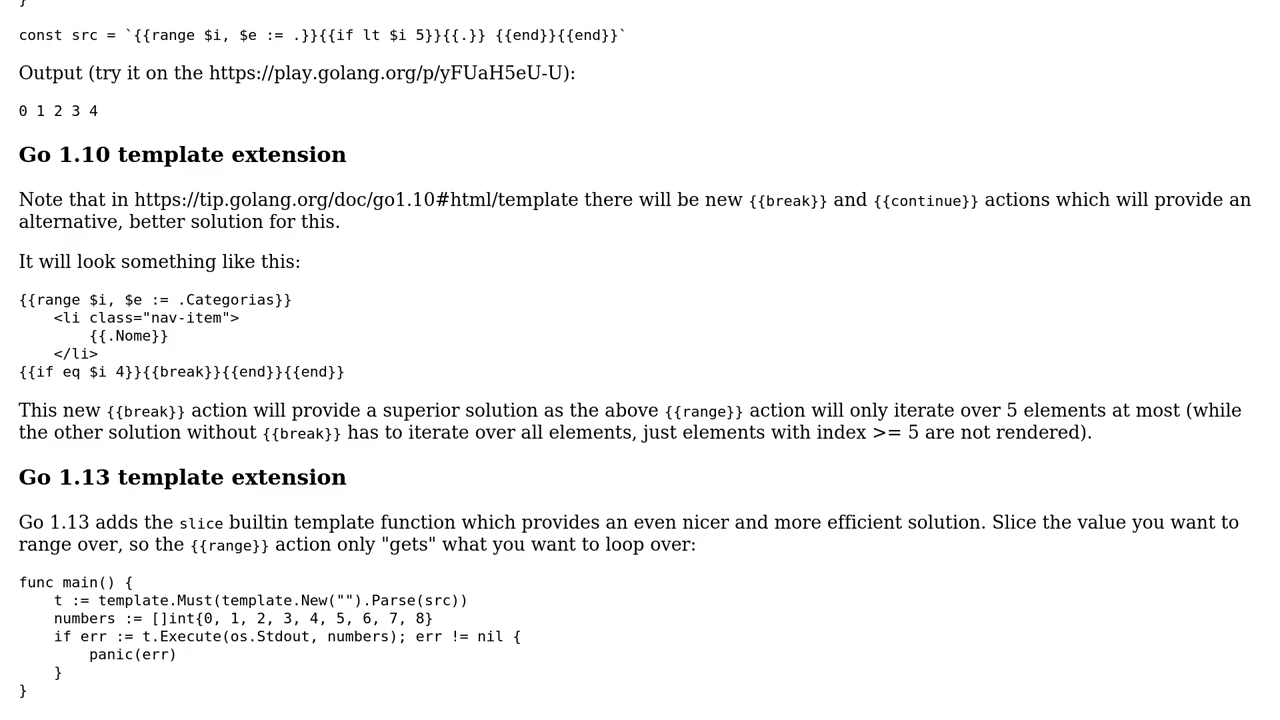 }
const src = `{{range $i, $e := .}}{{if lt $i 5}}{{.}} {{end}}{{end}}`
Output (try it on the https://play.golang.org/p/yFUaH5eU-U):
0 1 2 3 4
Go 1.10 template extension
Note that in https://tip.golang.org/doc/go1.10#html/template there will be new {{break}} and {{continue}} actions which will provide an
alternative, better solution for this.
It will look something like this:
{{range $i, $e := .Categorias}}
    <li class="nav-item">
        {{.Nome}}
    </li>
{{if eq $i 4}}{{break}}{{end}}{{end}}
This new {{break}} action will provide a superior solution as the above {{range}} action will only iterate over 5 elements at most (while
the other solution without {{break}} has to iterate over all elements, just elements with index >= 5 are not rendered).
Go 1.13 template extension
Go 1.13 adds the slice builtin template function which provides an even nicer and more efficient solution. Slice the value you want to
range over, so the {{range}} action only "gets" what you want to loop over:
func main() {
    t := template.Must(template.New("").Parse(src))
    numbers := []int{0, 1, 2, 3, 4, 5, 6, 7, 8}
    if err := t.Execute(os.Stdout, numbers); err != nil {
        panic(err)
    }
}